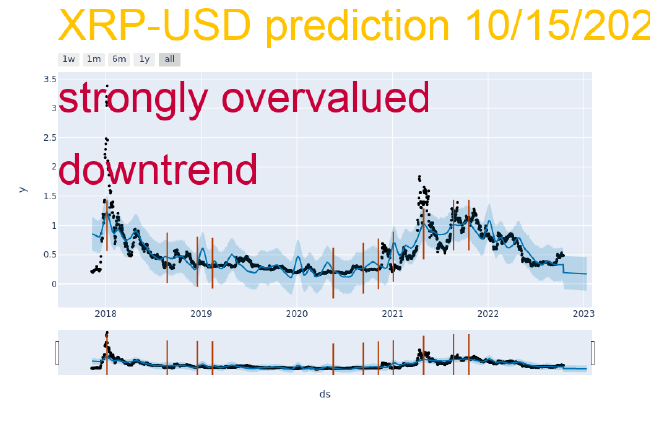 XRP-USD prediction 10/15/202
1w 1m 6m 1y all
3.5
strongly overvalued
3
2.5
2
downtrend
1.5
y
1
0.5
0
2018 2019 2020 2021 2022 2023
ds